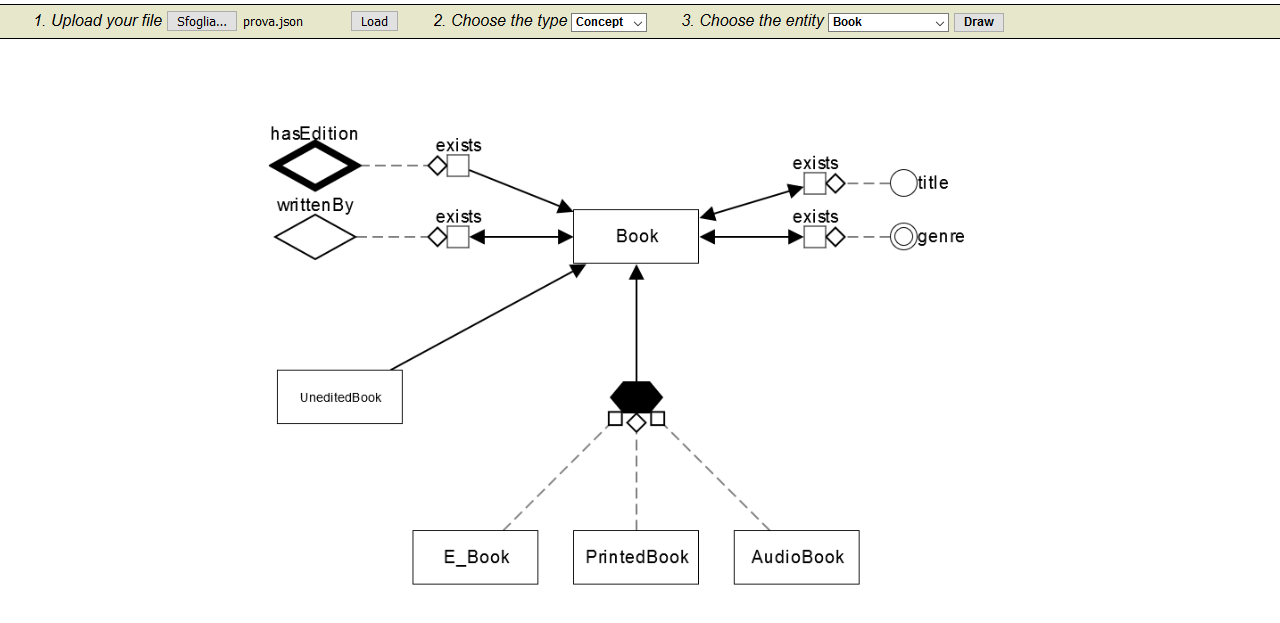 1. Upload your file Sfoglia... prova.json Load 2. Choose the type Concept 3. Choose the entity Book Draw
hasEdition
exists
exists
title
writtenBy
exists
exists
Book
genre
UneditedBook
E_Book
PrintedBook
AudioBook